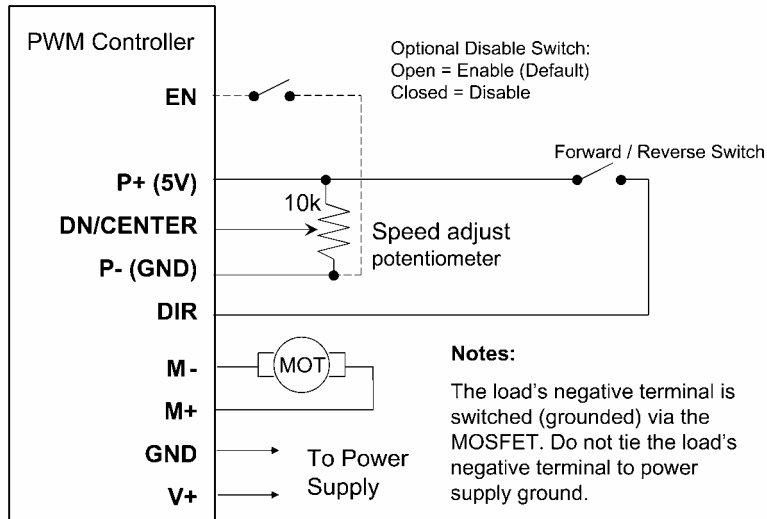 PWM Controller
Optional Disable Switch:
Open = Enable (Default)
Closed = Disable
EN
Forward / Reverse Switch
P+ (5V)
10k
DN/CENTER
Speed adjust
potentiometer
P- (GND)
DIR
M -
MOT
M+
GND
V+
To Power
Supply
Notes:
The load's negative terminal is
switched (grounded) via the
MOSFET. Do not tie the load's
negative terminal to power
supply ground.